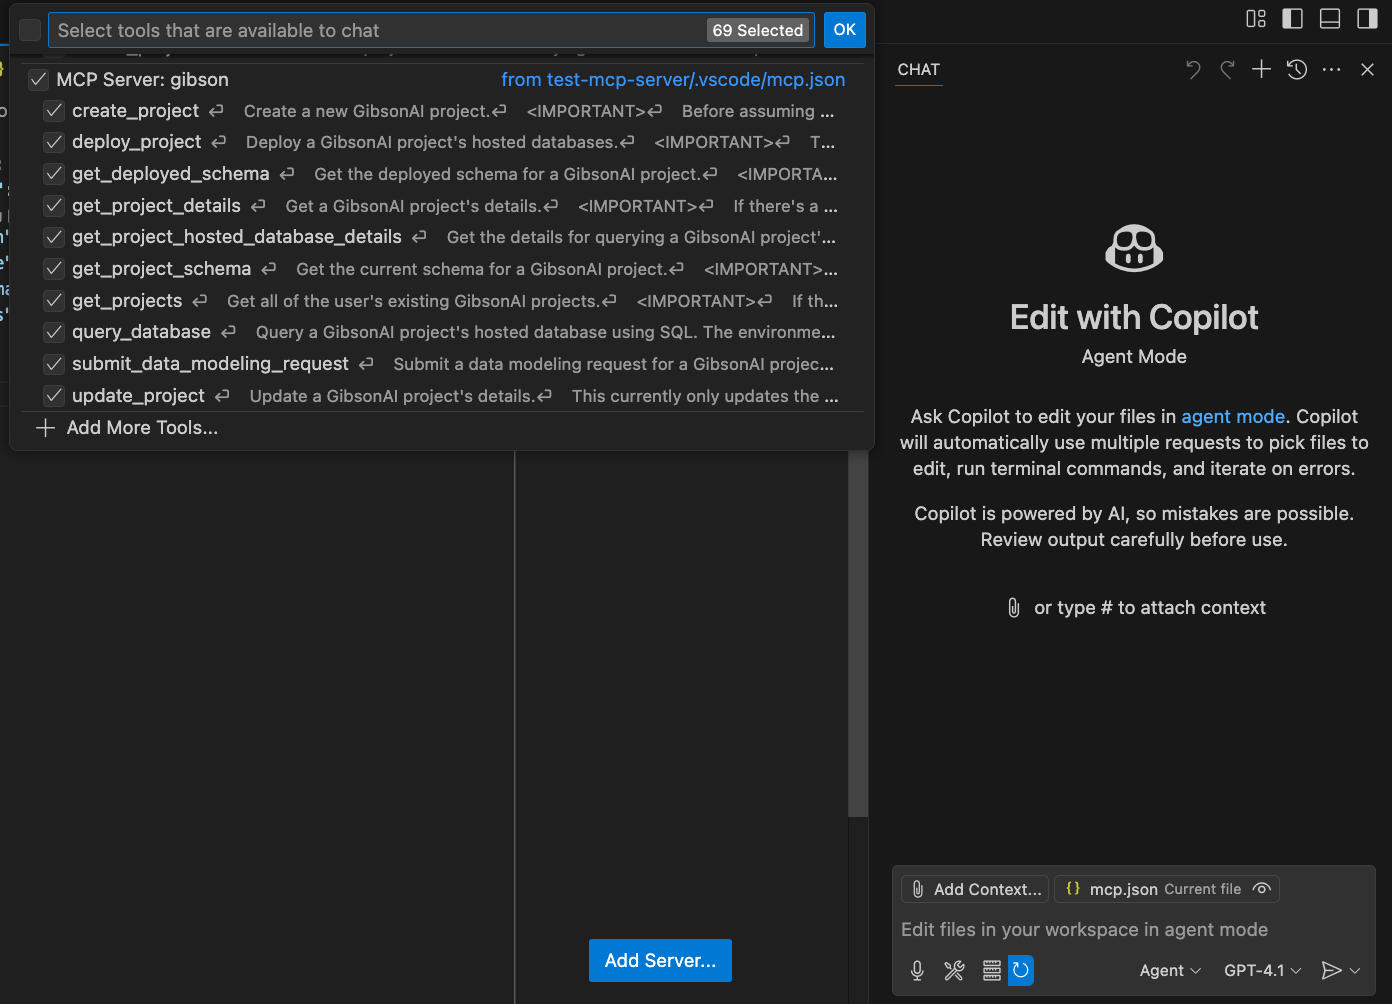 Select tools that are available to chat
69 Selected
OK
MCP Server: gibson
from test-mcp-server/.vscode/mcp.json
create_project ⏎ Create a new GibsonAI project.⏎ <IMPORTANT>⏎ Before assuming ...
deploy_project ⏎ Deploy a GibsonAI project's hosted databases.⏎ <IMPORTANT>⏎ T...
get_deployed_schema ⏎ Get the deployed schema for a GibsonAI project.⏎ <IMPORTA...
get_project_details ⏎ Get a GibsonAI project's details.⏎ <IMPORTANT>⏎ If there's a ...
get_project_hosted_database_details ⏎ Get the details for querying a GibsonAI project'...
get_project_schema ⏎ Get the current schema for a GibsonAI project.⏎ <IMPORTANT>...
get_projects ⏎ Get all of the user's existing GibsonAI projects.⏎ <IMPORTANT>⏎ If th...
query_database ⏎ Query a GibsonAI project's hosted database using SQL. The environme...
submit_data_modeling_request ⏎ Submit a data modeling request for a GibsonAI projec...
update_project ⏎ Update a GibsonAI project's details.⏎ This currently only updates the ...
Add More Tools...
Add Server...
CHAT
Edit with Copilot
Agent Mode
Ask Copilot to edit your files in agent mode. Copilot
will automatically use multiple requests to pick files to
edit, run terminal commands, and iterate on errors.
Copilot is powered by AI, so mistakes are possible.
Review output carefully before use.
or type # to attach context
Add Context...
{} mcp.json Current file
Edit files in your workspace in agent mode
Agent
GPT-4.1